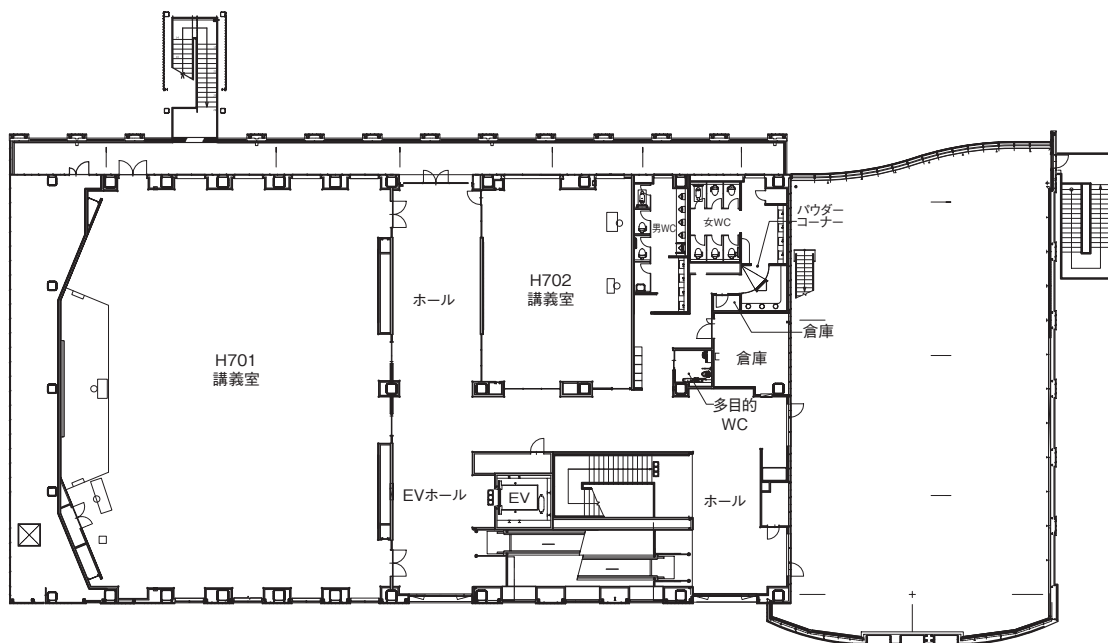 パウダー
コーナー
男WC
女WC
H702
講義室
ホール
倉庫
倉庫
H701
講義室
多目的
WC
EVホール
EV
ホール